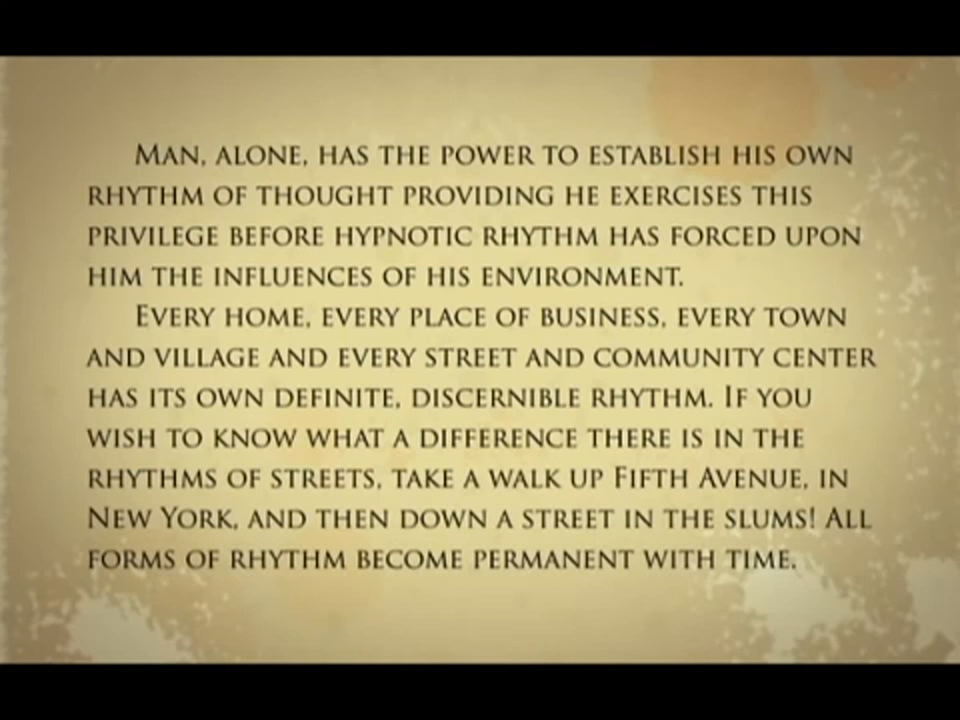 Man, alone, has the power to establish his own
rhythm of thought providing he exercises this
privilege before hypnotic rhythm has forced upon
him the influences of his environment.
Every home, every place of business, every town
and village and every street and community center
has its own definite, discernible rhythm. If you
wish to know what a difference there is in the
rhythms of streets, take a walk up Fifth Avenue, in
New York, and then down a street in the slums! All
forms of rhythm become permanent with time.